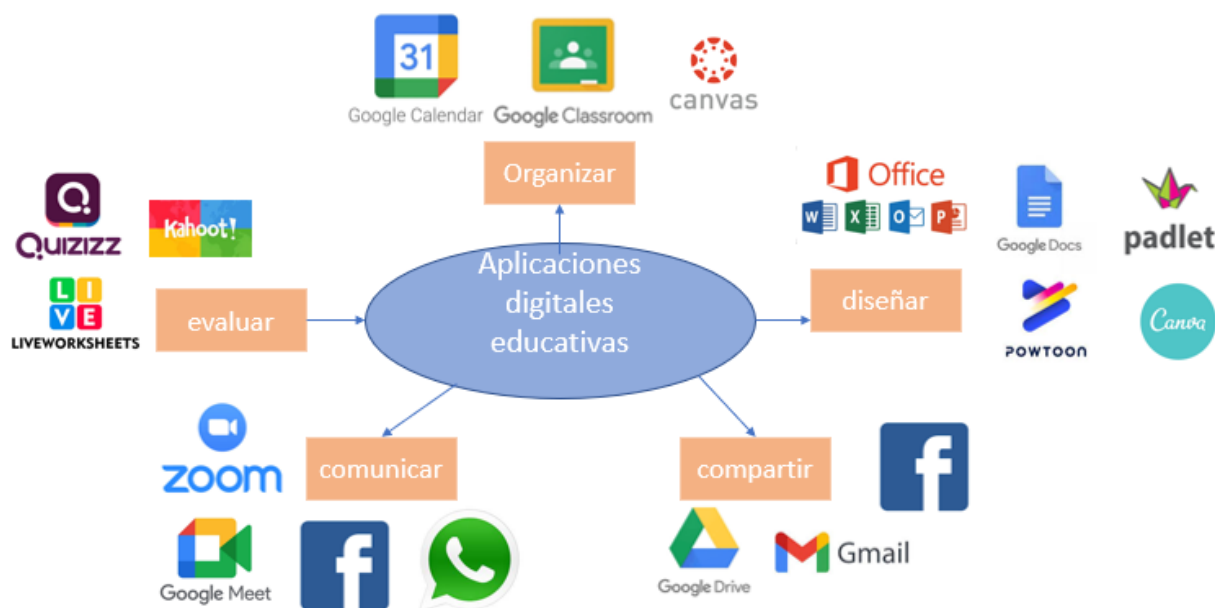 31
Google Calendar
Google Classroom
canvas
Organizar
Q
Quizizz
Kahoot!
LIVE
LIVEWORKSHEETS
evaluar
Aplicaciones
digitales
educativas
Office
W X O P
Google Docs
padlet
diseñar
POWTOON
Canva
zoom
comunicar
Google Meet
f
compartir
f
Google Drive
Gmail